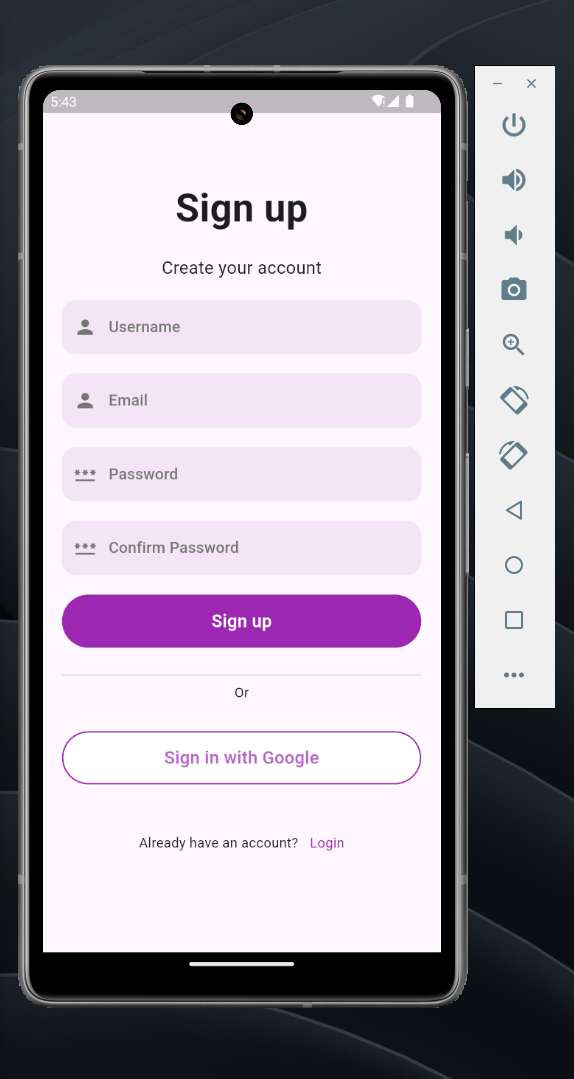 5:43
Sign up
Create your account
Username
Email
*** Password
*** Confirm Password
Sign up
Or
Sign in with Google
Already have an account? Login